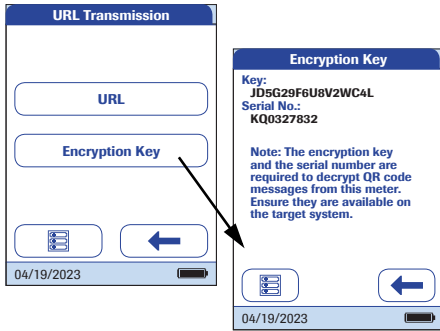 URL Transmission
URL
Encryption Key
04/19/2023
Encryption Key
Key:
JD5G29F6U8V2WC4L
Serial No.:
KQ0327832
Note: The encryption key
and the serial number are
required to decrypt QR code
messages from this meter.
Ensure they are available on
the target system.
04/19/2023